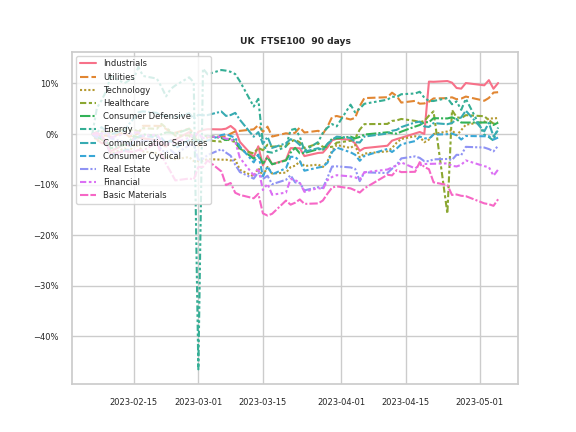 UK FTSE100 90 days
Industrials
Utilities
Technology
Healthcare
Consumer Defensive
Energy
Communication Services
Consumer Cyclical
Real Estate
Financial
Basic Materials
10%
0%
−10%
−20%
−30%
−40%
2023-02-15
2023-03-01
2023-03-15
2023-04-01
2023-04-15
2023-05-01